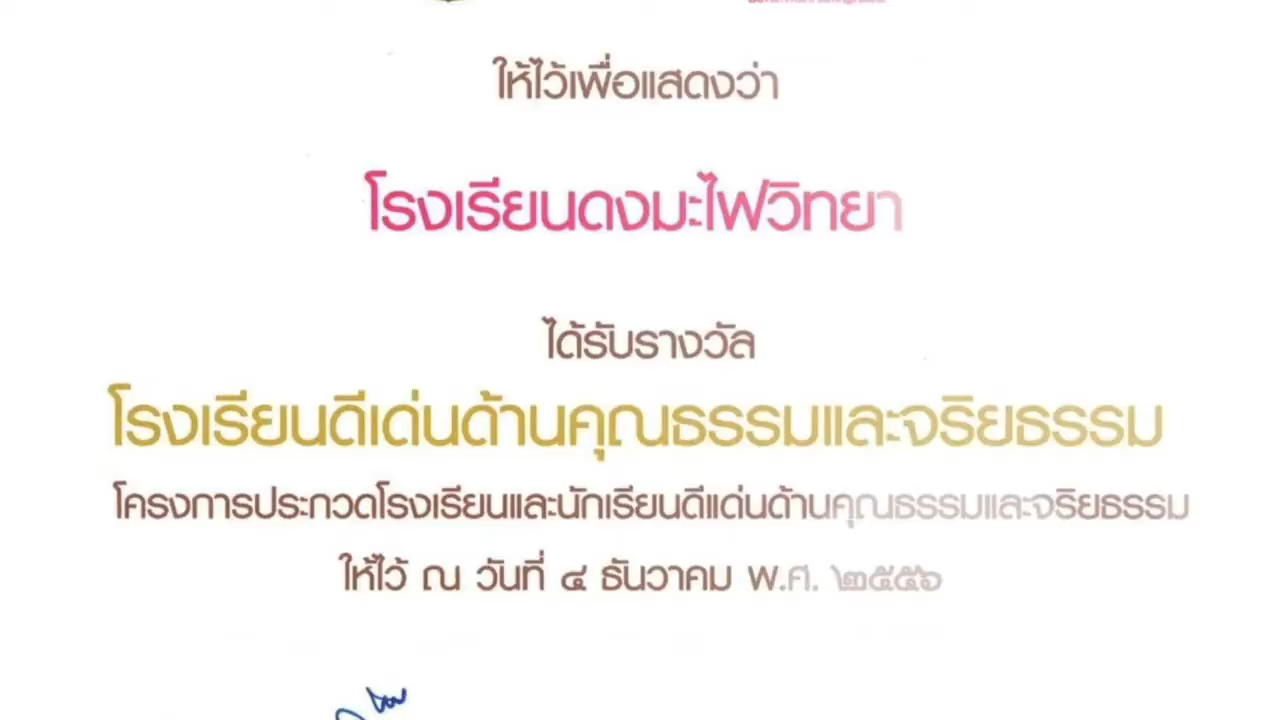 ให้ไว้เพื่อแสดงว่า
โรงเรียนดงมะไฟวิทยา
ได้รับรางวัล
โรงเรียนดีเด่นด้านคุณธรรมและจริยธรรม
โครงการประกวดโรงเรียนและนักเรียนดีแด่นด้านคุณธรรมและจริยธรรม
ให้ไว้ ณ วันที่ ๔ ธันวาคม พ.ศ. ๒๕๕๖